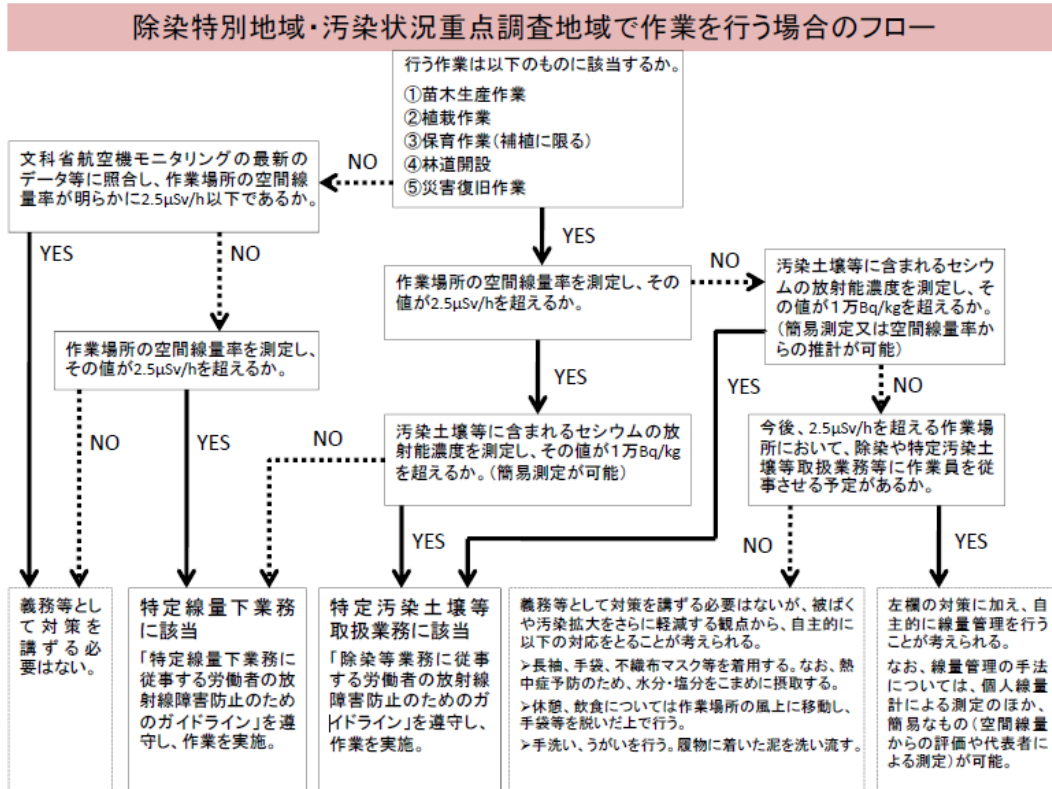 除染特別地域・汚染状況重点調査地域で作業を行う場合のフロー
行う作業は以下のものに該当するか。
①苗木生産作業
②植栽作業
③保育作業(補植に限る)
④林道開設
⑤災害復旧作業
NO
文科省航空機モニタリングの最新の
データ等に照合し、作業場所の空間線
量率が明らかに2.5μSv/h以下であるか。
YES
NO
YES
作業場所の空間線量率を測定し、その
値が2.5μSv/hを超えるか。
NO
汚染土壌等に含まれるセシウ
ムの放射能濃度を測定し、そ
の値が1万Bq/kgを超えるか。
(簡易測定又は空間線量率か
らの推計が可能)
作業場所の空間線量率を測定し、
その値が2.5μSv/hを超えるか。
NO
YES
YES
YES
NO
NO
汚染土壌等に含まれるセシウムの放
射能濃度を測定し、その値が1万Bq/kg
を超えるか。(簡易測定が可能)
今後、2.5μSv/hを超える作業場
所において、除染や特定汚染土
壌等取扱業務等に作業員を従
事させる予定があるか。
YES
NO
YES
義務等とし
て対策を
講ずる必
要はない。
特定線量下業務
に該当
「特定線量下業務に
従事する労働者の放
射線障害防止のため
のガイドライン」を遵
守し、作業を実施。
特定汚染土壌等
取扱業務に該当
「除染等業務に従事
する労働者の放射線
障害防止のためのガ
イドライン」を遵守し、
作業を実施。
義務等として対策を講ずる必要はないが、被ばく
や汚染拡大をさらに軽減する観点から、自主的に
以下の対応をとることが考えられる。
➢長袖、手袋、不織布マスク等を着用する。なお、熱
中症予防のため、水分・塩分をこまめに摂取する。
➢休憩、飲食については作業場所の風上に移動し、
手袋等を脱いだ上で行う。
➢手洗い、うがいを行う。履物に着いた泥を洗い流す。
左欄の対策に加え、自
主的に線量管理を行う
ことが考えられる。
なお、線量管理の手法
については、個人線量
計による測定のほか、
簡易なもの(空間線量
からの評価や代表者に
よる測定)が可能。